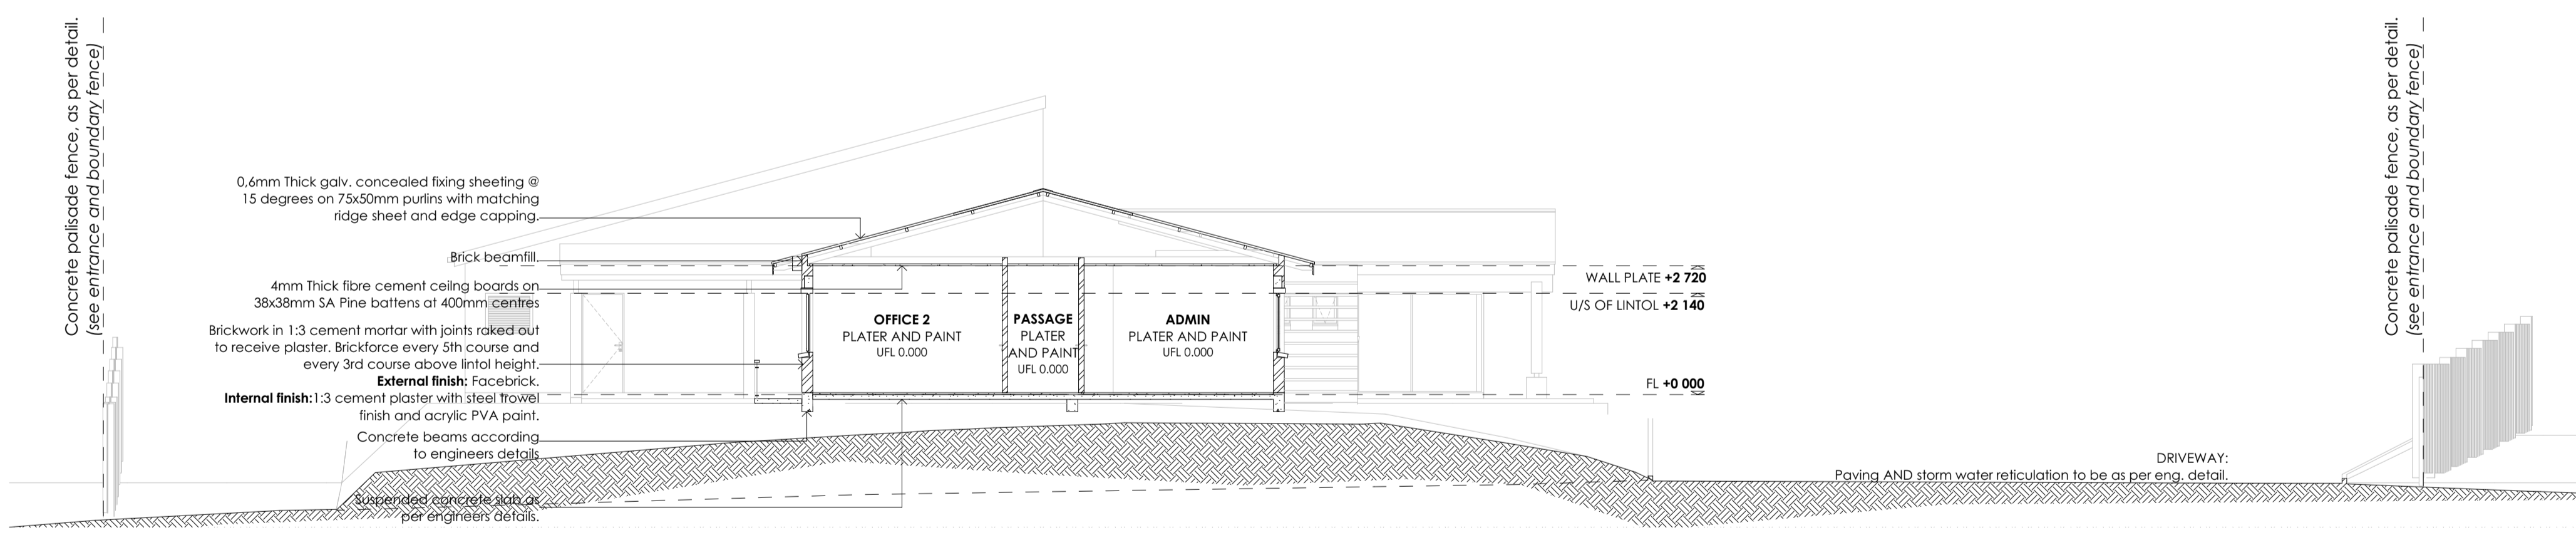 Concrete palisade fence, as per detail.
(see entrance and boundary fence)
0,6mm Thick galv. concealed fixing sheeting @
15 degrees on 75x50mm purlins with matching
ridge sheet and edge capping.
Brick beamfill.
4mm Thick fibre cement ceilng boards on
38x38mm SA Pine battens at 400mm centres
Brickwork in 1:3 cement mortar with joints raked out
to receive plaster. Brickforce every 5th course and
every 3rd course above lintol height.
External finish: Facebrick.
Internal finish:1:3 cement plaster with steel trowel
finish and acrylic PVA paint.
Concrete beams according
to engineers details
Suspended concrete slab as
per engineers details.
OFFICE 2
PLATER AND PAINT
UFL 0.000
PASSAGE
PLATER
AND PAINT
UFL 0.000
ADMIN
PLATER AND PAINT
UFL 0.000
WALL PLATE +2 720
U/S OF LINTOL +2 140
FL +0 000
DRIVEWAY:
Paving AND storm water reticulation to be as per eng. detail.
Concrete palisade fence, as per detail.
(see entrance and boundary fence)